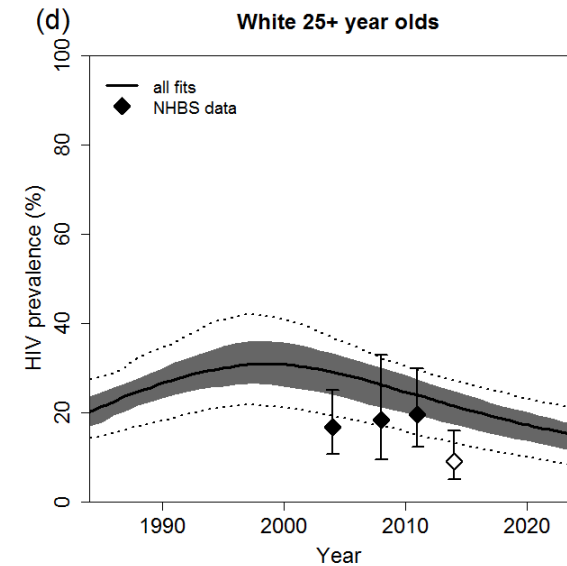 (d)
White 25+ year olds
all fits
NHBS data
HIV prevalence (%)
100
80
60
40
20
0
1990 2000 2010 2020
Year